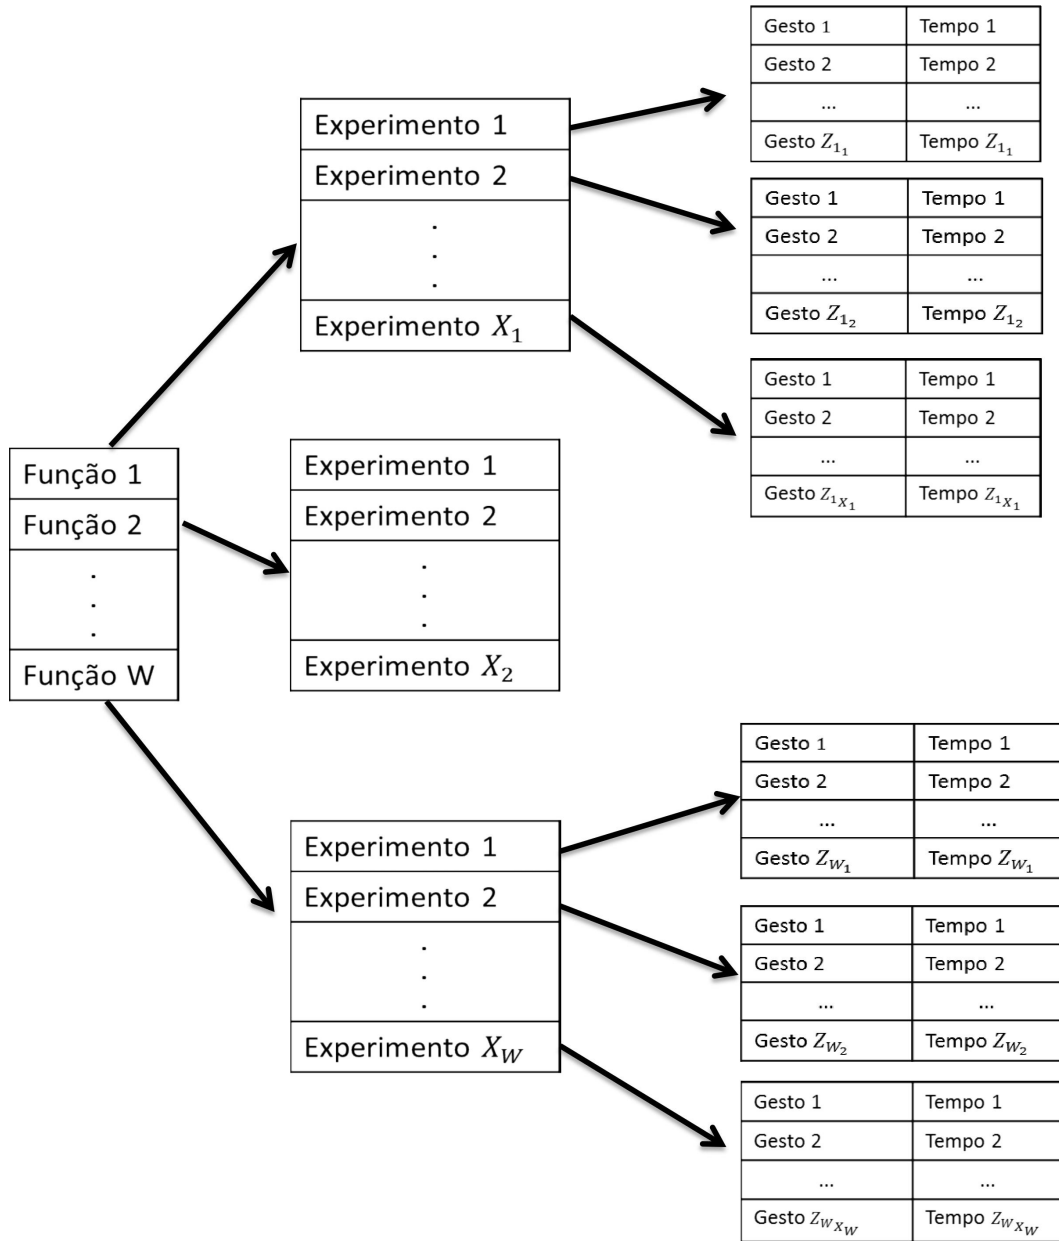 Função 1
Função 2
.
.
.
Função W
Experimento 1
Experimento 2
.
.
.
Experimento X₁
Gesto 1 Tempo 1
Gesto 2 Tempo 2
... ...
Gesto Z_{1_1} Tempo Z_{1_1}
Gesto 1 Tempo 1
Gesto 2 Tempo 2
... ...
Gesto Z_{1_2} Tempo Z_{1_2}
Gesto 1 Tempo 1
Gesto 2 Tempo 2
... ...
Gesto Z_{1_{X_1}} Tempo Z_{1_{X_1}}
Experimento 1
Experimento 2
.
.
.
Experimento X₂
Experimento 1
Experimento 2
.
.
.
Experimento X_W
Gesto 1 Tempo 1
Gesto 2 Tempo 2
... ...
Gesto Z_{W_1} Tempo Z_{W_1}
Gesto 1 Tempo 1
Gesto 2 Tempo 2
... ...
Gesto Z_{W_2} Tempo Z_{W_2}
Gesto 1 Tempo 1
Gesto 2 Tempo 2
... ...
Gesto Z_{W_{X_W}} Tempo Z_{W_{X_W}}